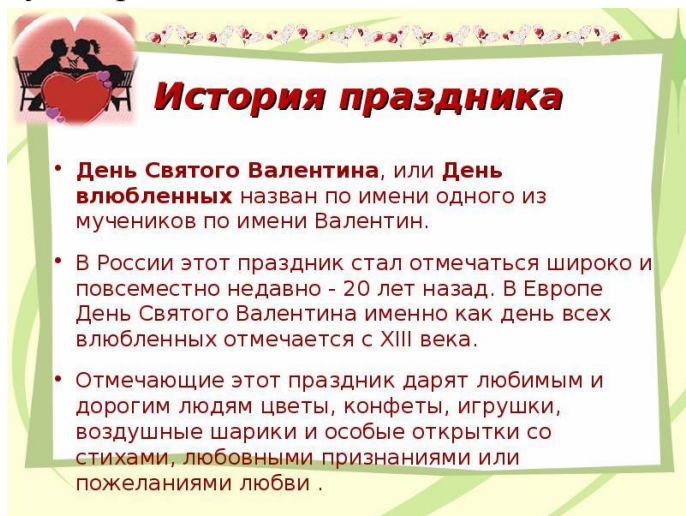 История праздника
• День Святого Валентина, или День
влюбленных назван по имени одного из
мучеников по имени Валентин.
• В России этот праздник стал отмечаться широко и
повсеместно недавно - 20 лет назад. В Европе
День Святого Валентина именно как день всех
влюбленных отмечается с XIII века.
• Отмечающие этот праздник дарят любимым и
дорогим людям цветы, конфеты, игрушки,
воздушные шарики и особые открытки со
стихами, любовными признаниями или
пожеланиями любви .